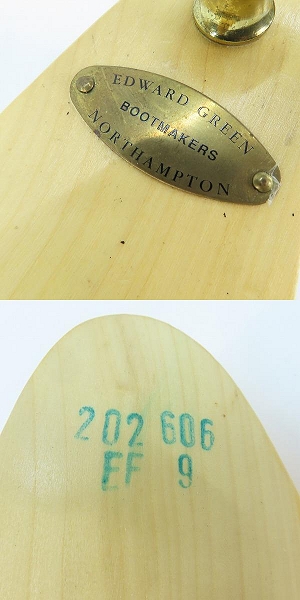 EDWARD GREEN
BOOTMAKERS
NORTHAMPTON
202 606
EF 9